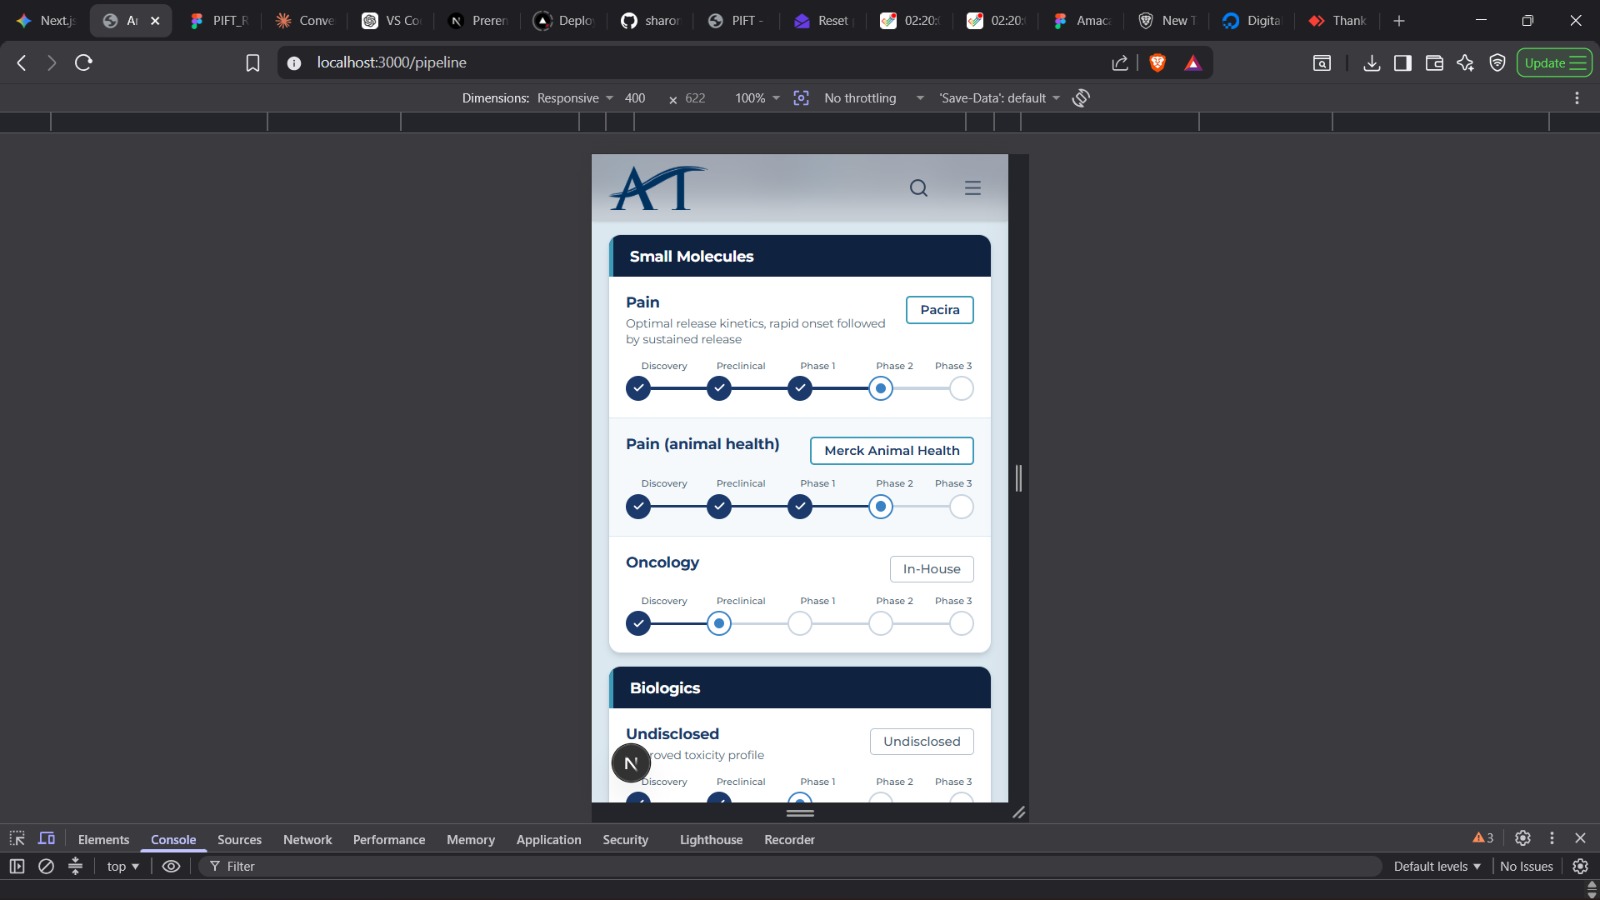 Next.js
Ar
PIFT_R
Conve
VS Co
Preren
Deplo
sharon
PIFT -
Reset
02:20:
02:20:
Amaca
New T
Digita
Thank
localhost:3000/pipeline
Update
Dimensions: Responsive 400 x 622 100% No throttling 'Save-Data': default
AT
Small Molecules
Pain
Pacira
Optimal release kinetics, rapid onset followed
by sustained release
Discovery Preclinical Phase 1 Phase 2 Phase 3
Pain (animal health)
Merck Animal Health
Discovery Preclinical Phase 1 Phase 2 Phase 3
Oncology
In-House
Discovery Preclinical Phase 1 Phase 2 Phase 3
Biologics
Undisclosed
Undisclosed
roved toxicity profile
N
Discovery Preclinical Phase 1 Phase 2 Phase 3
Elements Console Sources Network Performance Memory Application Security Lighthouse Recorder
3
top Filter Default levels No Issues